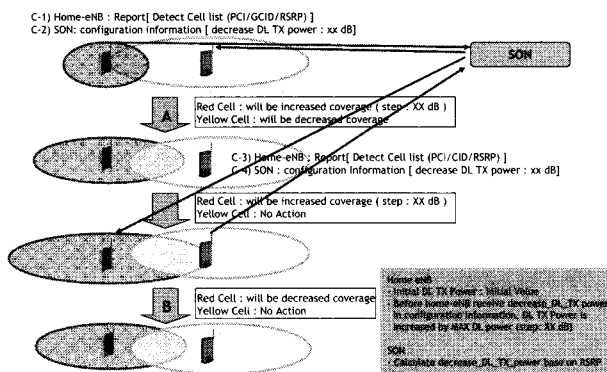 C-1) Home-eNB : Report[ Detect Cell list (PCI/GCID/RSRP) ]
C-2) SON: configuration Information [ decrease DL TX power : xx dB]
SON
A
Red Cell : will be increased coverage ( step : XX dB )
Yellow Cell : will be decreased coverage
C-3) Home-eNB : Report[ Detect Cell list (PCI/CID/RSRP) ]
C-4) SON : configuration Information [ decrease DL TX power : xx dB]
Red Cell : will be increased coverage ( step : XX dB )
Yellow Cell : No Action
B
Red Cell : will be decreased coverage
Yellow Cell : No Action
Home eNB
- Initial DL TX Power : Initial Value
- Before home-eNB receive decrease_DL_TX power
in configuration information, DL TX Power is
increased by MAX DL power (step: XX dB)
SON
- Calculate decrease_DL_TX_power base on RSRP